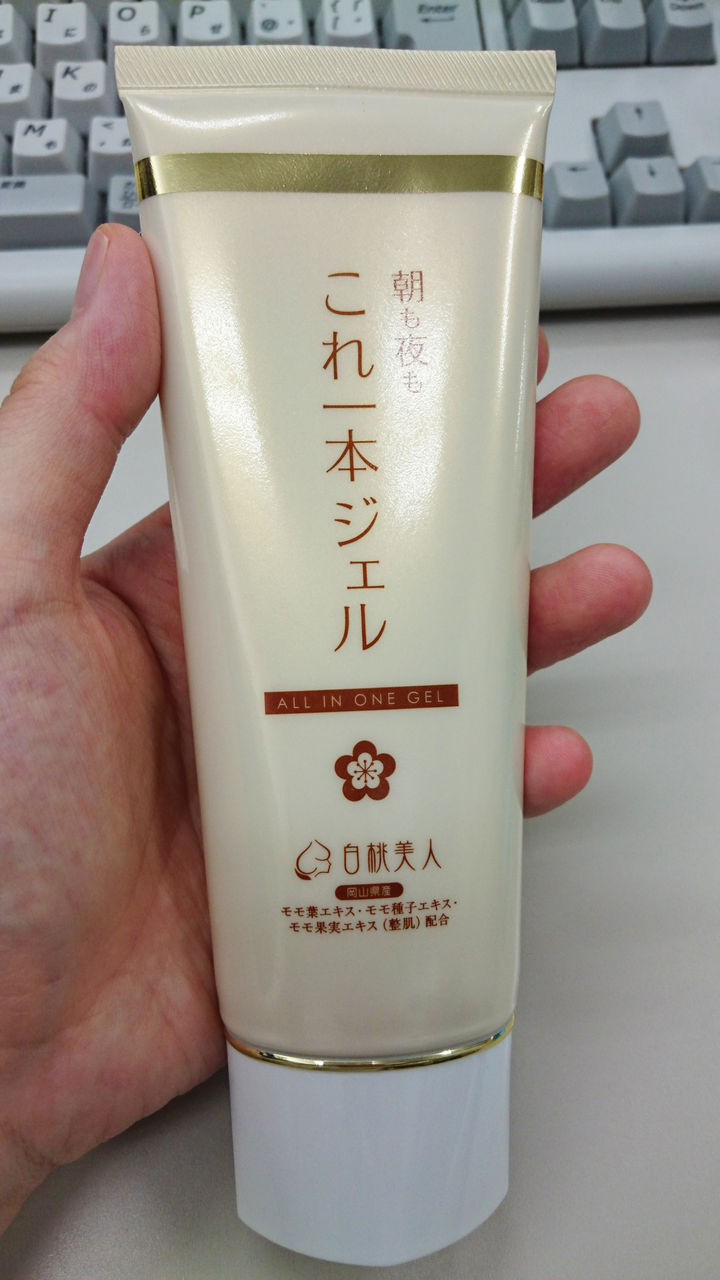 朝も夜も
これ一本ジェル
ALL IN ONE GEL
白桃美人
岡山県産
モモ葉エキス・モモ種子エキス・
モモ果実エキス(整肌)配合
I
O
P
K
M
Enter